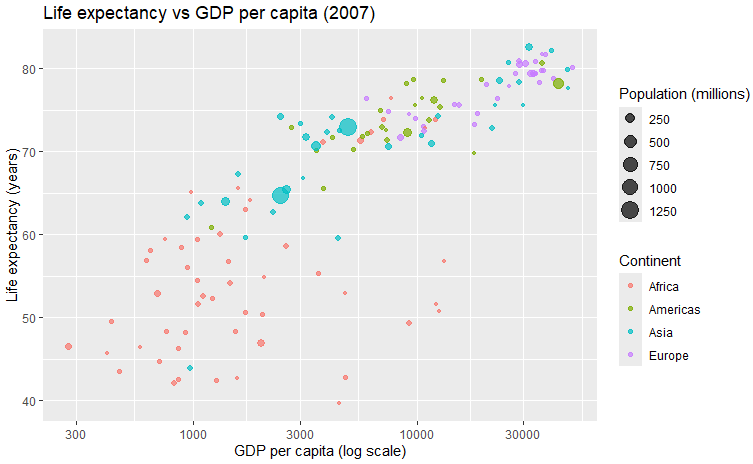 Life expectancy vs GDP per capita (2007)
Life expectancy (years)
80
70
60
50
40
300
1000
3000
10000
30000
GDP per capita (log scale)
Population (millions)
250
500
750
1000
1250
Continent
Africa
Americas
Asia
Europe